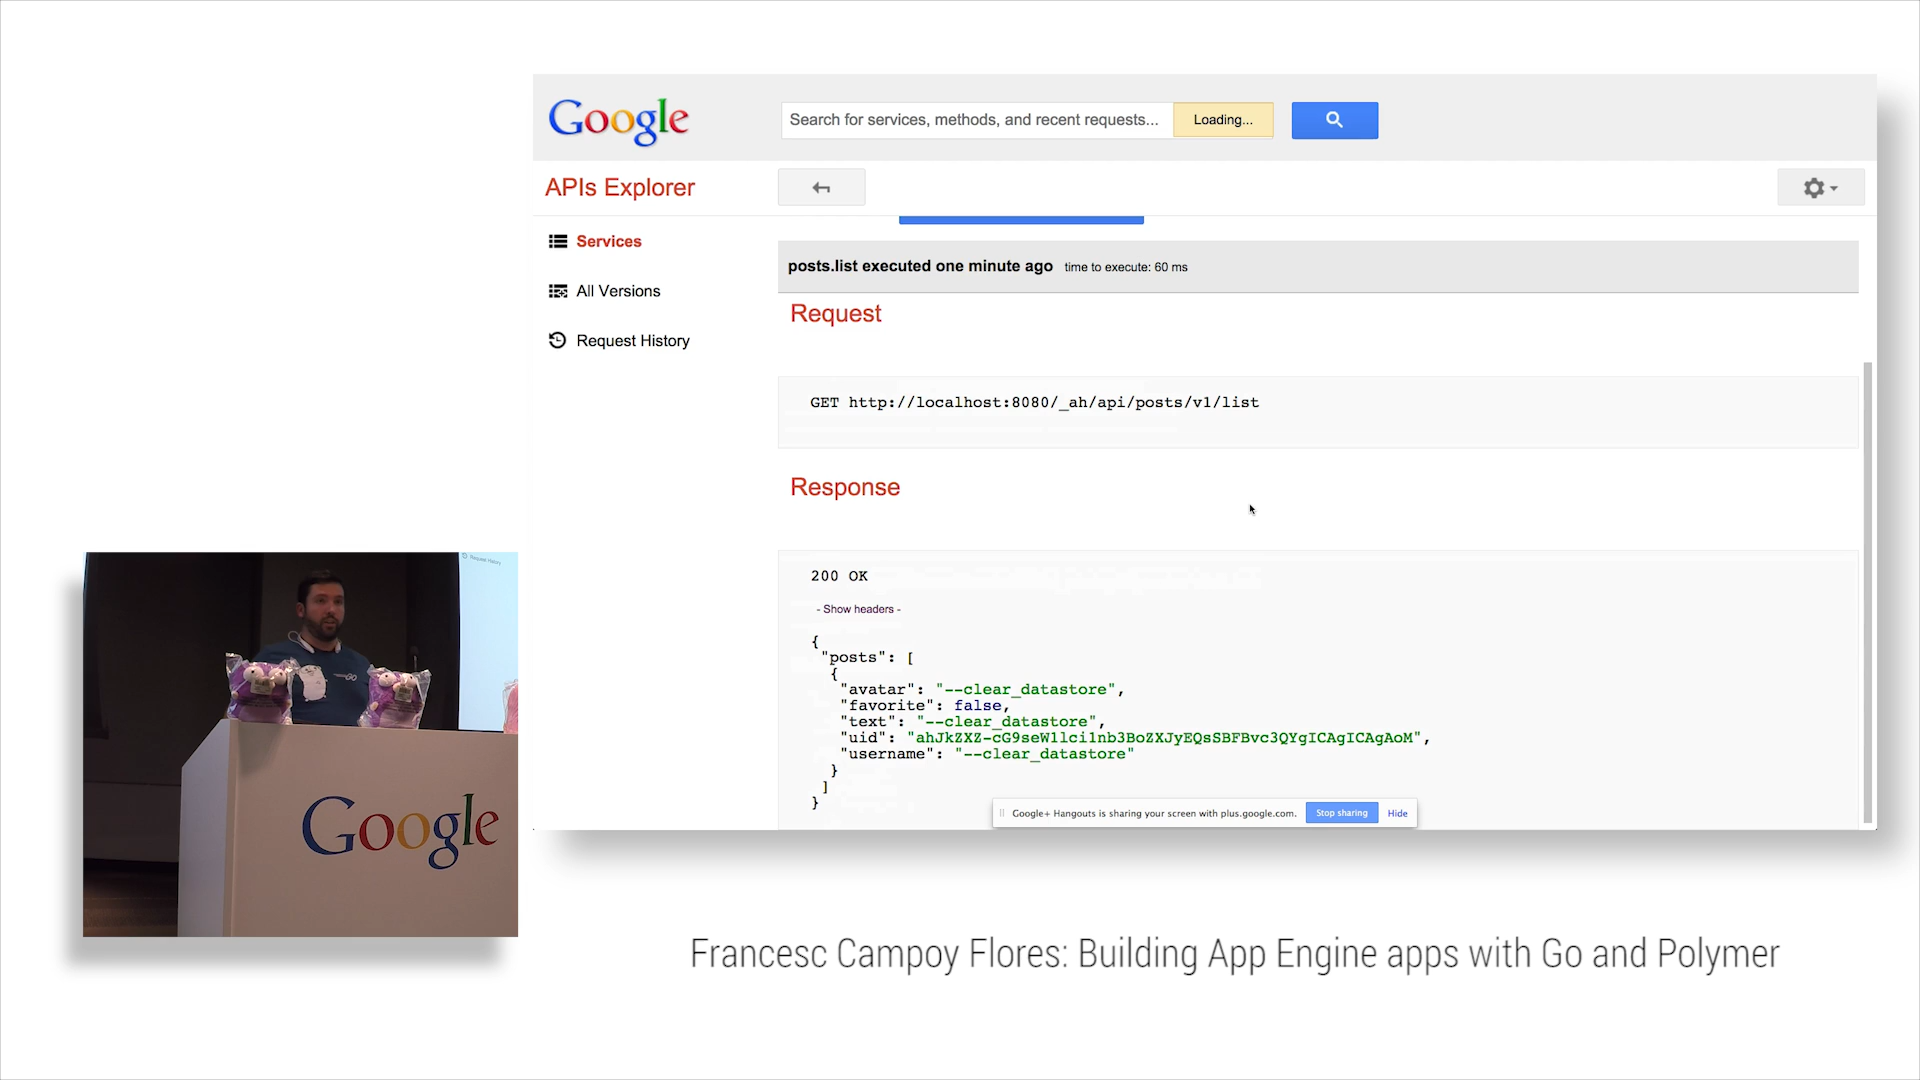 Google
Search for services, methods, and recent requests...
Loading...
APIs Explorer
Services
All Versions
Request History
posts.list executed one minute ago time to execute: 60 ms
Request
GET http://localhost:8080/_ah/api/posts/v1/list
Response
200 OK
- Show headers -
{
"posts": [
{
"avatar": "--clear_datastore",
"favorite": false,
"text": "--clear_datastore",
"uid": "ahJkZXZ-cG9seW1lci1nb3BoZXJyEQsSBFBvc3QYgICAgICAgAoM",
"username": "--clear_datastore"
}
]
}
Google+ Hangouts is sharing your screen with plus.google.com.
Stop sharing
Hide
Request History
GO
Google
Francesc Campoy Flores: Building App Engine apps with Go and Polymer